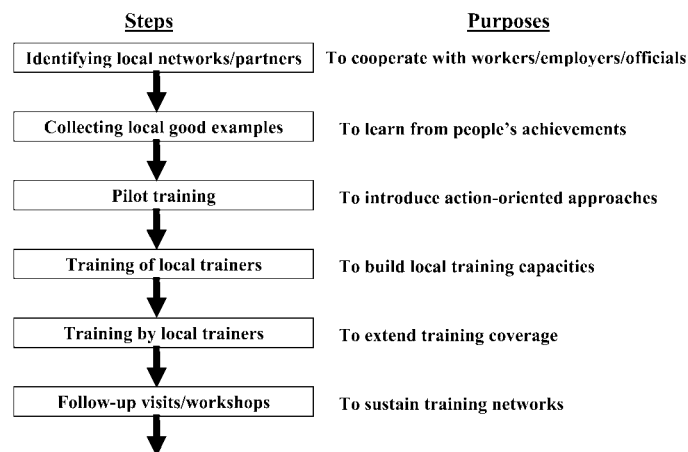 Steps Purposes
Identifying local networks/partners To cooperate with workers/employers/officials
Collecting local good examples To learn from people's achievements
Pilot training To introduce action-oriented approaches
Training of local trainers To build local training capacities
Training by local trainers To extend training coverage
Follow-up visits/workshops To sustain training networks